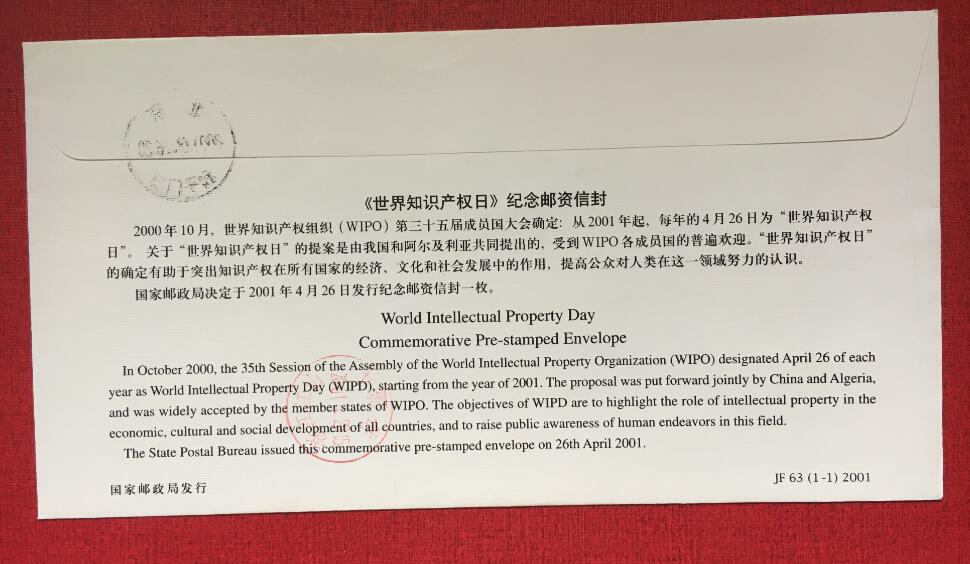 《世界知识产权日》纪念邮资信封
2000年10月，世界知识产权组织（WIPO）第三十五届成员国大会确定：从2001年起，每年的4月26日为“世界知识产权
日”。关于“世界知识产权日”的提案是由我国和阿尔及利亚共同提出的，受到WIPO各成员国的普遍欢迎。“世界知识产权日”
的确定有助于突出知识产权在所有国家的经济、文化和社会发展中的作用，提高公众对人类在这一领域努力的认识。
国家邮政局决定于2001年4月26日发行纪念邮资信封一枚。
World Intellectual Property Day
Commemorative Pre-stamped Envelope
In October 2000, the 35th Session of the Assembly of the World Intellectual Property Organization (WIPO) designated April 26 of each
year as World Intellectual Property Day (WIPD), starting from the year of 2001. The proposal was put forward jointly by China and Algeria,
and was widely accepted by the member states of WIPO. The objectives of WIPD are to highlight the role of intellectual property in the
economic, cultural and social development of all countries, and to raise public awareness of human endeavors in this field.
The State Postal Bureau issued this commemorative pre-stamped envelope on 26th April 2001.
国家邮政局发行
JF 63 (1-1) 2001